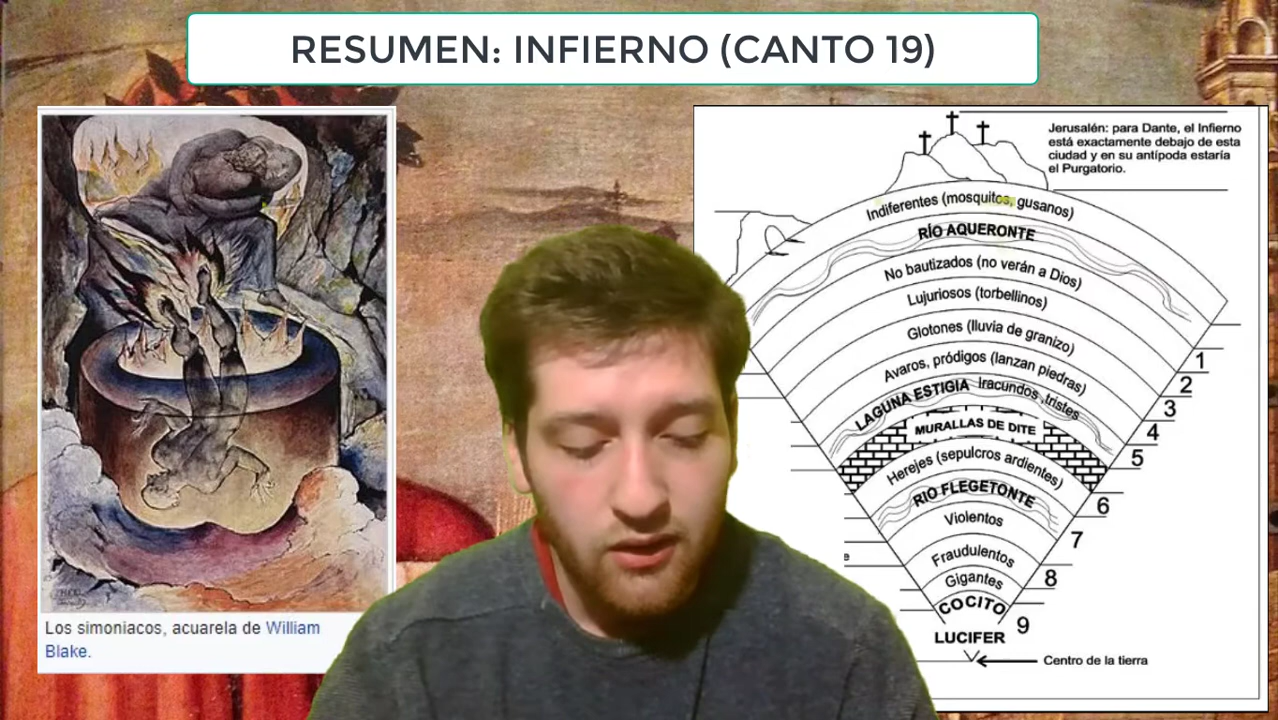 RESUMEN: INFIERNO (CANTO 19)
Los simoniacos, acuarela de William
Blake.
Jerusalén: para Dante, el Infierno
está exactamente debajo de esta
ciudad y en su antípoda estaría
el Purgatorio.
Indiferentes (mosquitos, gusanos)
RÍO AQUERONTE
No bautizados (no verán a Dios)
Lujuriosos (torbellinos)
Glotones (lluvia de granizo)
Avaros, pródigos (lanzan piedras)
LAGUNA ESTIGIA Iracundos ,tristes
MURALLAS DE DITE
Herejes (sepulcros ardientes)
RIO FLEGETONTE
Violentos
Fraudulentos
Gigantes
COCITO
LUCIFER
1
2
3
4
5
6
7
8
9
Centro de la tierra